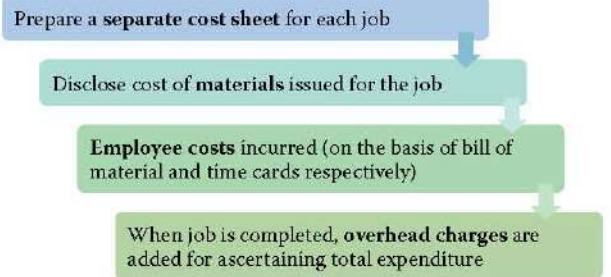 Prepare a separate cost sheet for each job
Disclose cost of materials issued for the job
Employee costs incurred (on the basis of bill of
material and time cards respectively)
When job is completed, overhead charges are
added for ascertaining total expenditure